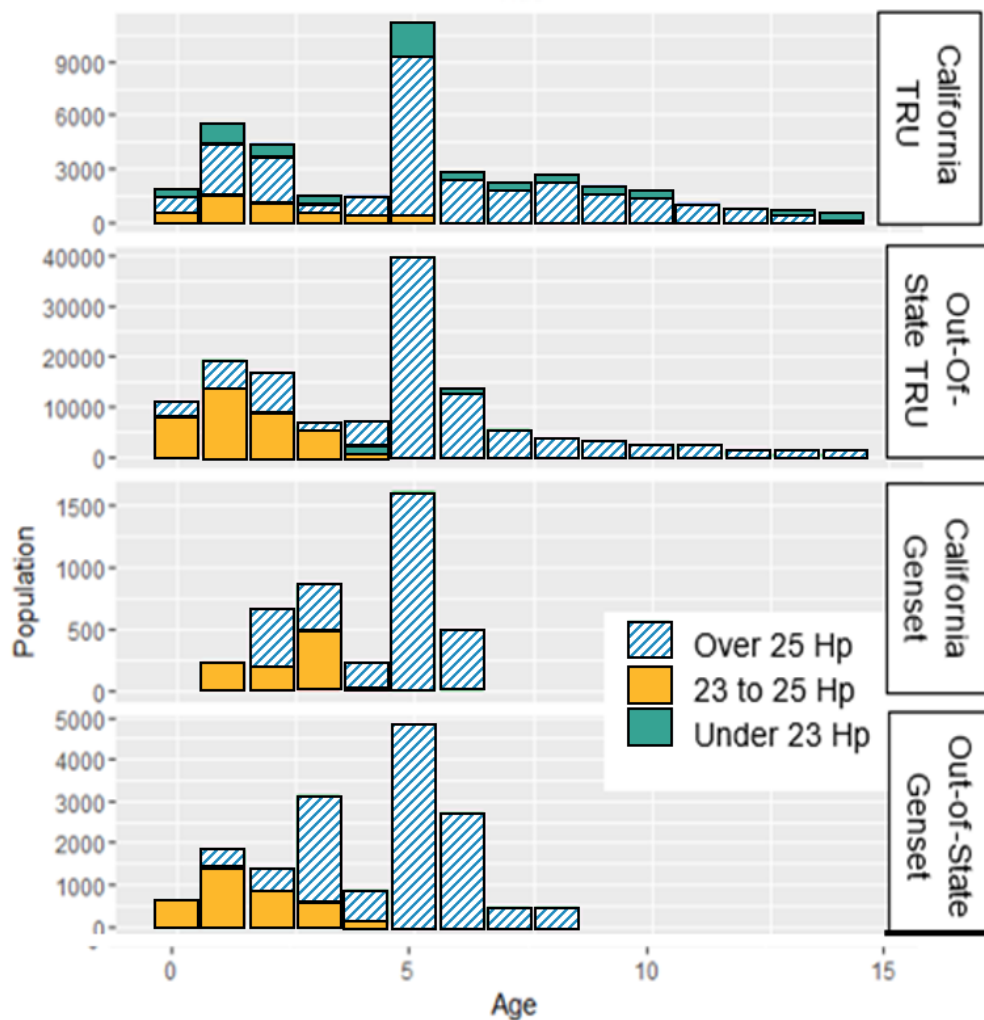 9000
6000
3000
0
California
TRU
40000
30000
20000
10000
0
Out-Of-
State TRU
Population
1500
1000
500
0
California
Genset
Over 25 Hp
23 to 25 Hp
Under 23 Hp
5000
4000
3000
2000
1000
0
Out-of-State
Genset
0 5 10 15
Age